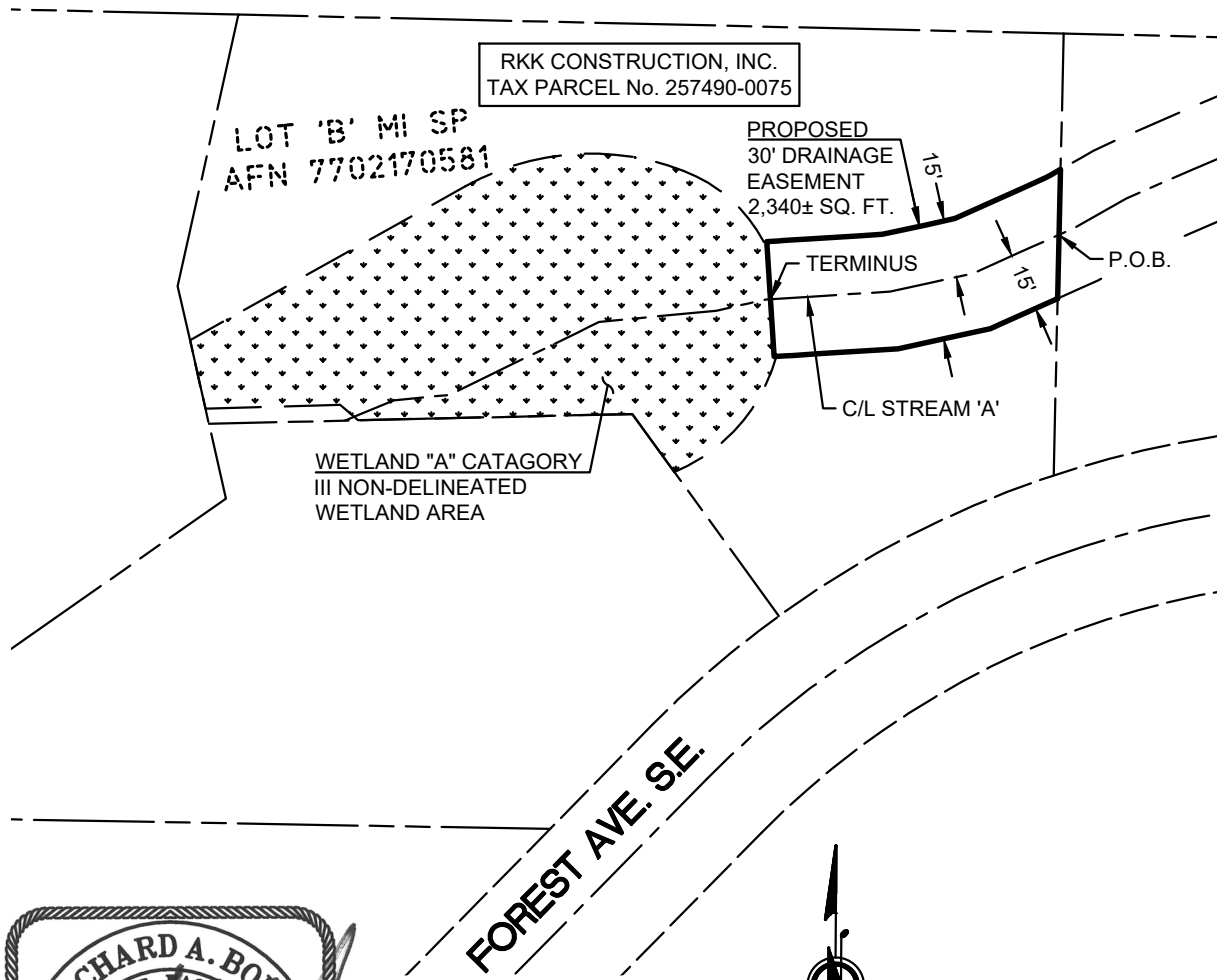 RKK CONSTRUCTION, INC.
TAX PARCEL No. 257490-0075
LOT 'B' MI SP
AFN 7702170581
PROPOSED
30' DRAINAGE
EASEMENT
2,340± SQ. FT.
15'
TERMINUS
P.O.B.
15'
C/L STREAM 'A'
WETLAND "A" CATAGORY
III NON-DELINEATED
WETLAND AREA
FOREST AVE. S.E.
CHARD A. BO